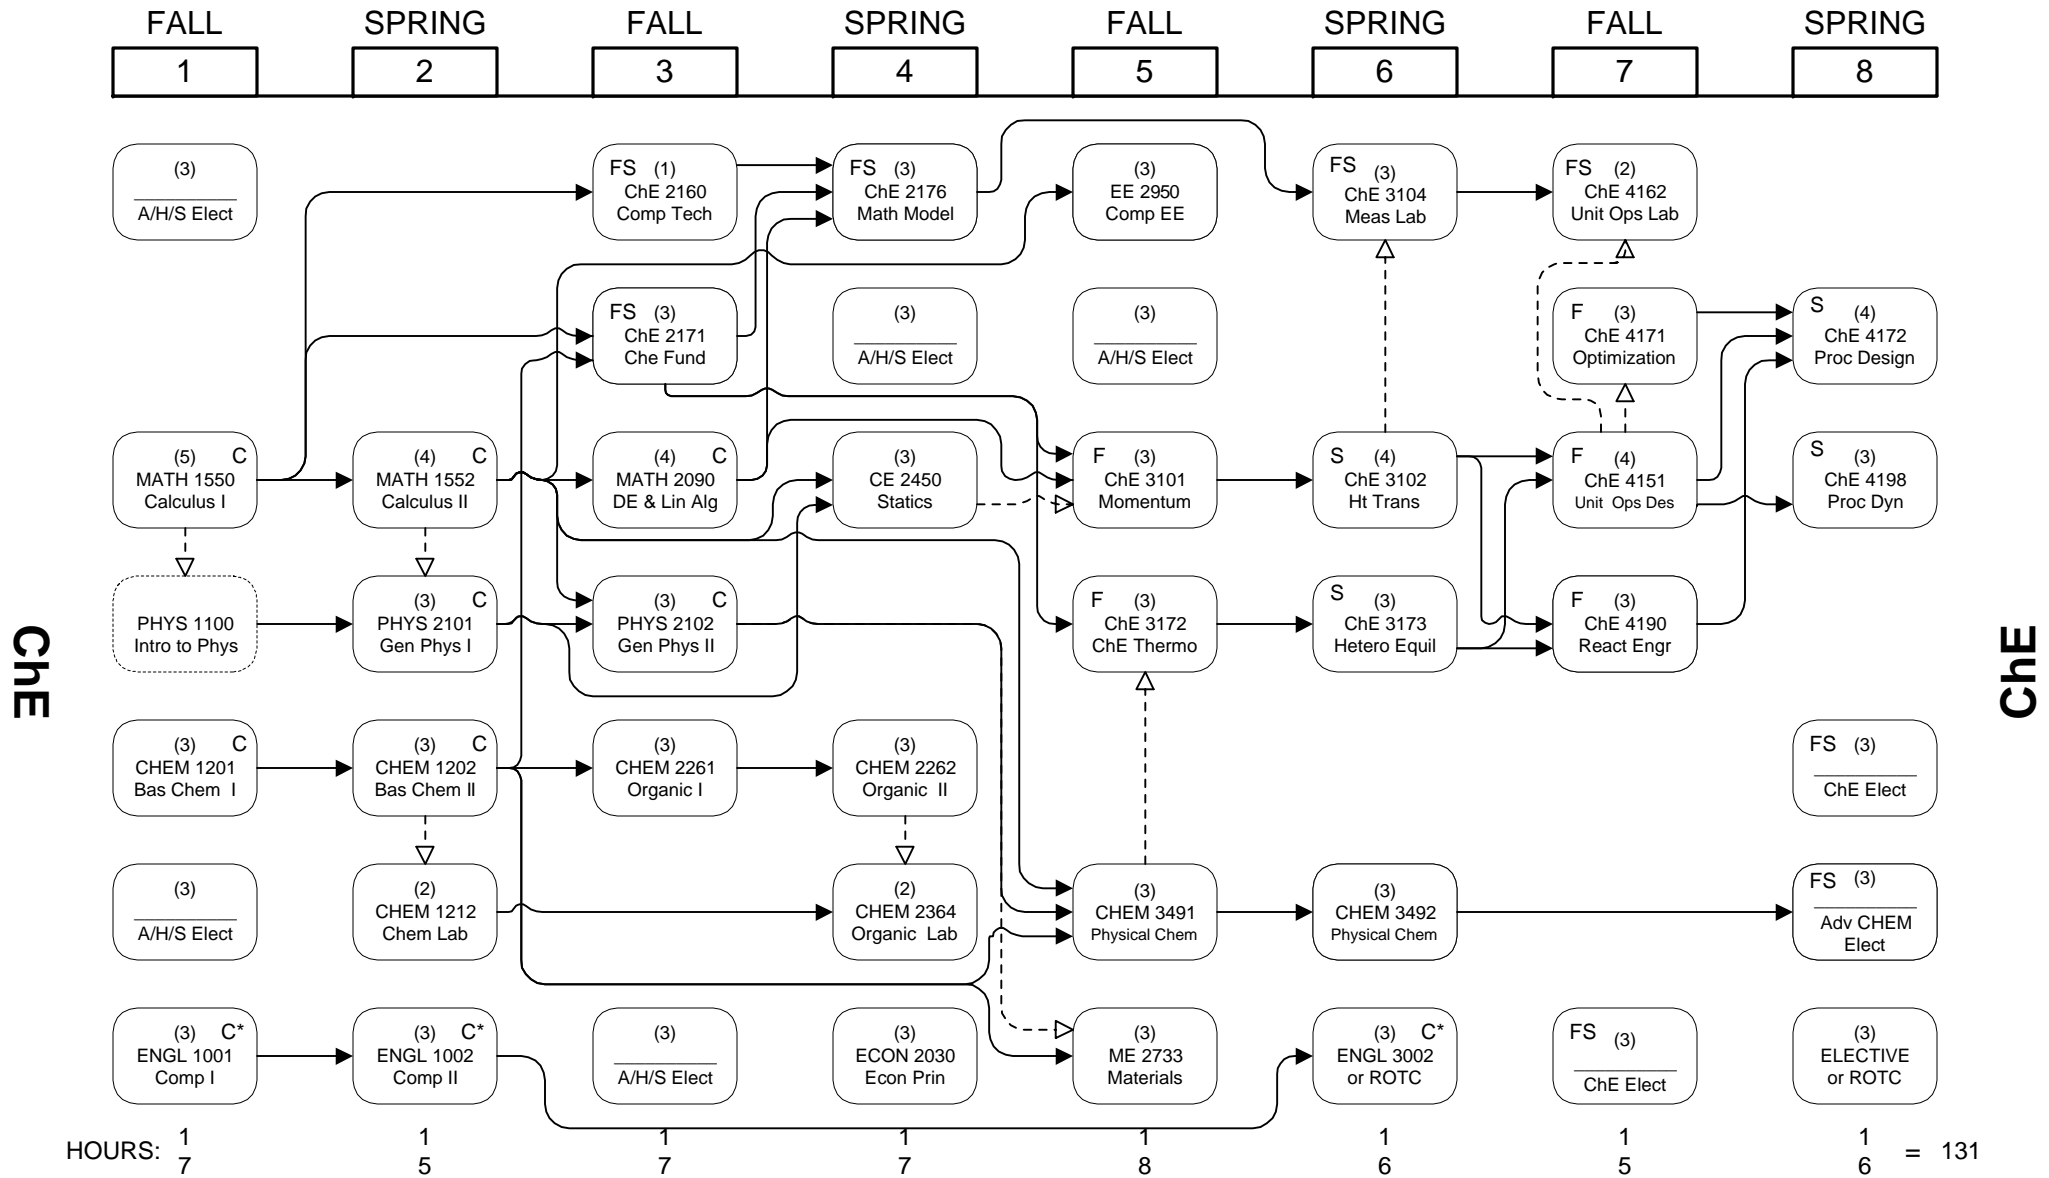 FALL SPRING FALL SPRING FALL SPRING FALL SPRING
1 2 3 4 5 6 7 8
(3)
A/H/S Elect
FS (1)
ChE 2160
Comp Tech
FS (3)
ChE 2176
Math Model
(3)
EE 2950
Comp EE
FS (3)
ChE 3104
Meas Lab
FS (2)
ChE 4162
Unit Ops Lab
FS (3)
ChE 2171
Che Fund
(3)
A/H/S Elect
(3)
A/H/S Elect
F (3)
ChE 4171
Optimization
S (4)
ChE 4172
Proc Design
(5) C
MATH 1550
Calculus I
(4) C
MATH 1552
Calculus II
(4) C
MATH 2090
DE & Lin Alg
(3)
CE 2450
Statics
F (3)
ChE 3101
Momentum
S (4)
ChE 3102
Ht Trans
F (4)
ChE 4151
Unit Ops Des
S (3)
ChE 4198
Proc Dyn
ChE
PHYS 1100
Intro to Phys
(3) C
PHYS 2101
Gen Phys I
(3) C
PHYS 2102
Gen Phys II
F (3)
ChE 3172
ChE Thermo
S (3)
ChE 3173
Hetero Equil
F (3)
ChE 4190
React Engr
ChE
(3) C
CHEM 1201
Bas Chem I
(3) C
CHEM 1202
Bas Chem II
(3)
CHEM 2261
Organic I
(3)
CHEM 2262
Organic II
FS (3)
ChE Elect
(3)
A/H/S Elect
(2)
CHEM 1212
Chem Lab
(2)
CHEM 2364
Organic Lab
(3)
CHEM 3491
Physical Chem
(3)
CHEM 3492
Physical Chem
FS (3)
Adv CHEM
Elect
(3) C*
ENGL 1001
Comp I
(3) C*
ENGL 1002
Comp II
(3)
A/H/S Elect
(3)
ECON 2030
Econ Prin
(3)
ME 2733
Materials
(3) C*
ENGL 3002
or ROTC
FS (3)
ChE Elect
(3)
ELECTIVE
or ROTC
HOURS: 17 15 17 17 18 16 15 16 = 131